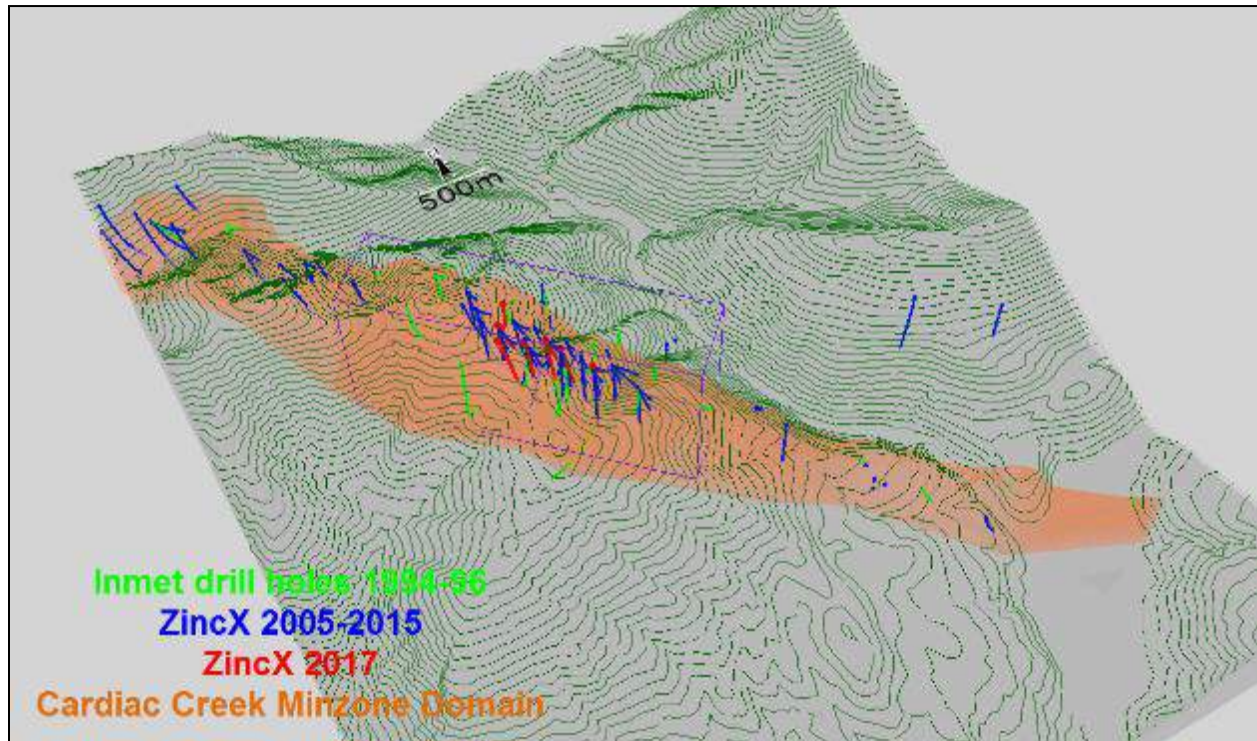 500m
Inmet drill holes 1994-96
ZincX 2005-2015
ZincX 2017
Cardiac Creek Minzone Domain